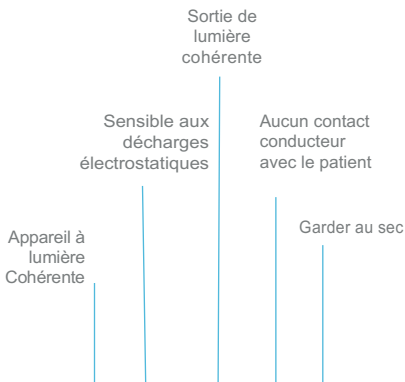 Sortie de
lumière
cohérente
Sensible aux
décharges
électrostatiques
Aucun contact
conducteur
avec le patient
Appareil à
lumière
Cohérente
Garder au sec